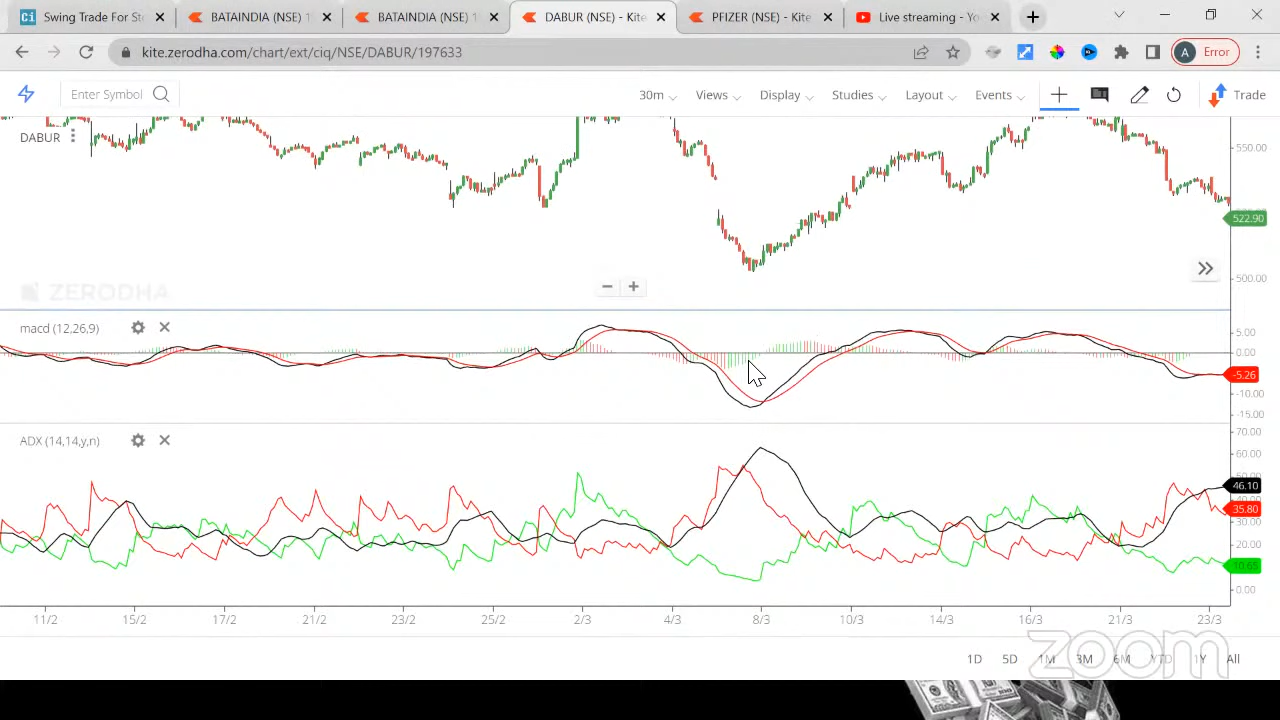 Swing Trade For St
BATAINDIA (NSE) 1
BATAINDIA (NSE) 1
DABUR (NSE) - Kite
PFIZER (NSE) - Kite
Live streaming - Yo
kite.zerodha.com/chart/ext/ciq/NSE/DABUR/197633
A Error
Enter Symbol
30m
Views
Display
Studies
Layout
Events
Trade
DABUR
550.00
522.90
500.00
ZERODHA
macd (12,26,9)
5.00
0.00
-5.26
-10.00
-15.00
ADX (14,14,y,n)
70.00
60.00
46.10
35.80
30.00
20.00
10.65
0.00
11/2 15/2 17/2 21/2 23/2 25/2 2/3 4/3 8/3 10/3 14/3 16/3 21/3 23/3
1D 5D 1M 3M 6M YTD 1Y All
zoom